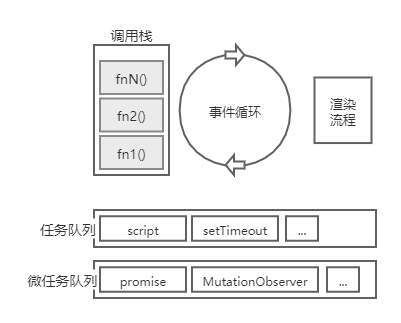 调用栈
fnN()
fn2()
fn1()
事件循环
渲染
流程
任务队列
script
setTimeout
...
微任务队列
promise
MutationObserver
...